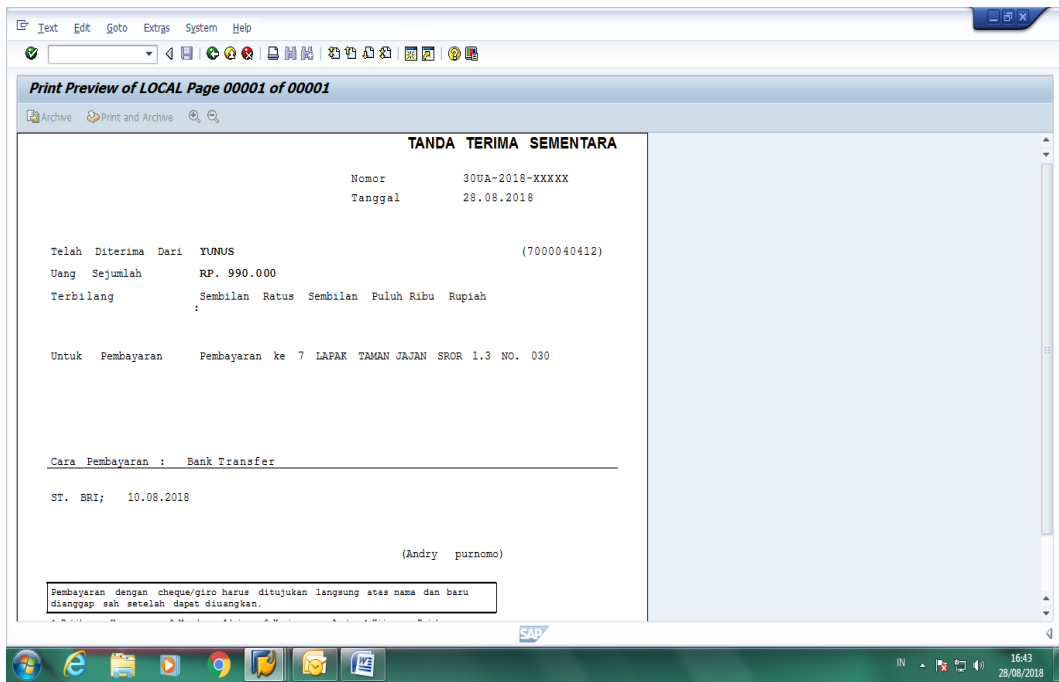 Text Edit Goto Extras System Help
Print Preview of LOCAL Page 00001 of 00001
Archive Print and Archive
TANDA TERIMA SEMENTARA
Nomor 30UA-2018-XXXXX
Tanggal 28.08.2018
Telah Diterima Dari YUNUS (7000040412)
Uang Sejumlah RP. 990.000
Terbilang Sembilan Ratus Sembilan Puluh Ribu Rupiah
:
Untuk Pembayaran Pembayaran ke 7 LAPAK TAMAN JAJAN SROR 1.3 NO. 030
Cara Pembayaran : Bank Transfer
ST. BRI; 10.08.2018
(Andry purnomo)
Pembayaran dengan cheque/giro harus ditujukan langsung atas nama dan baru
dianggap sah setelah dapat diuangkan.
SAP
IN 16:43
28/08/2018